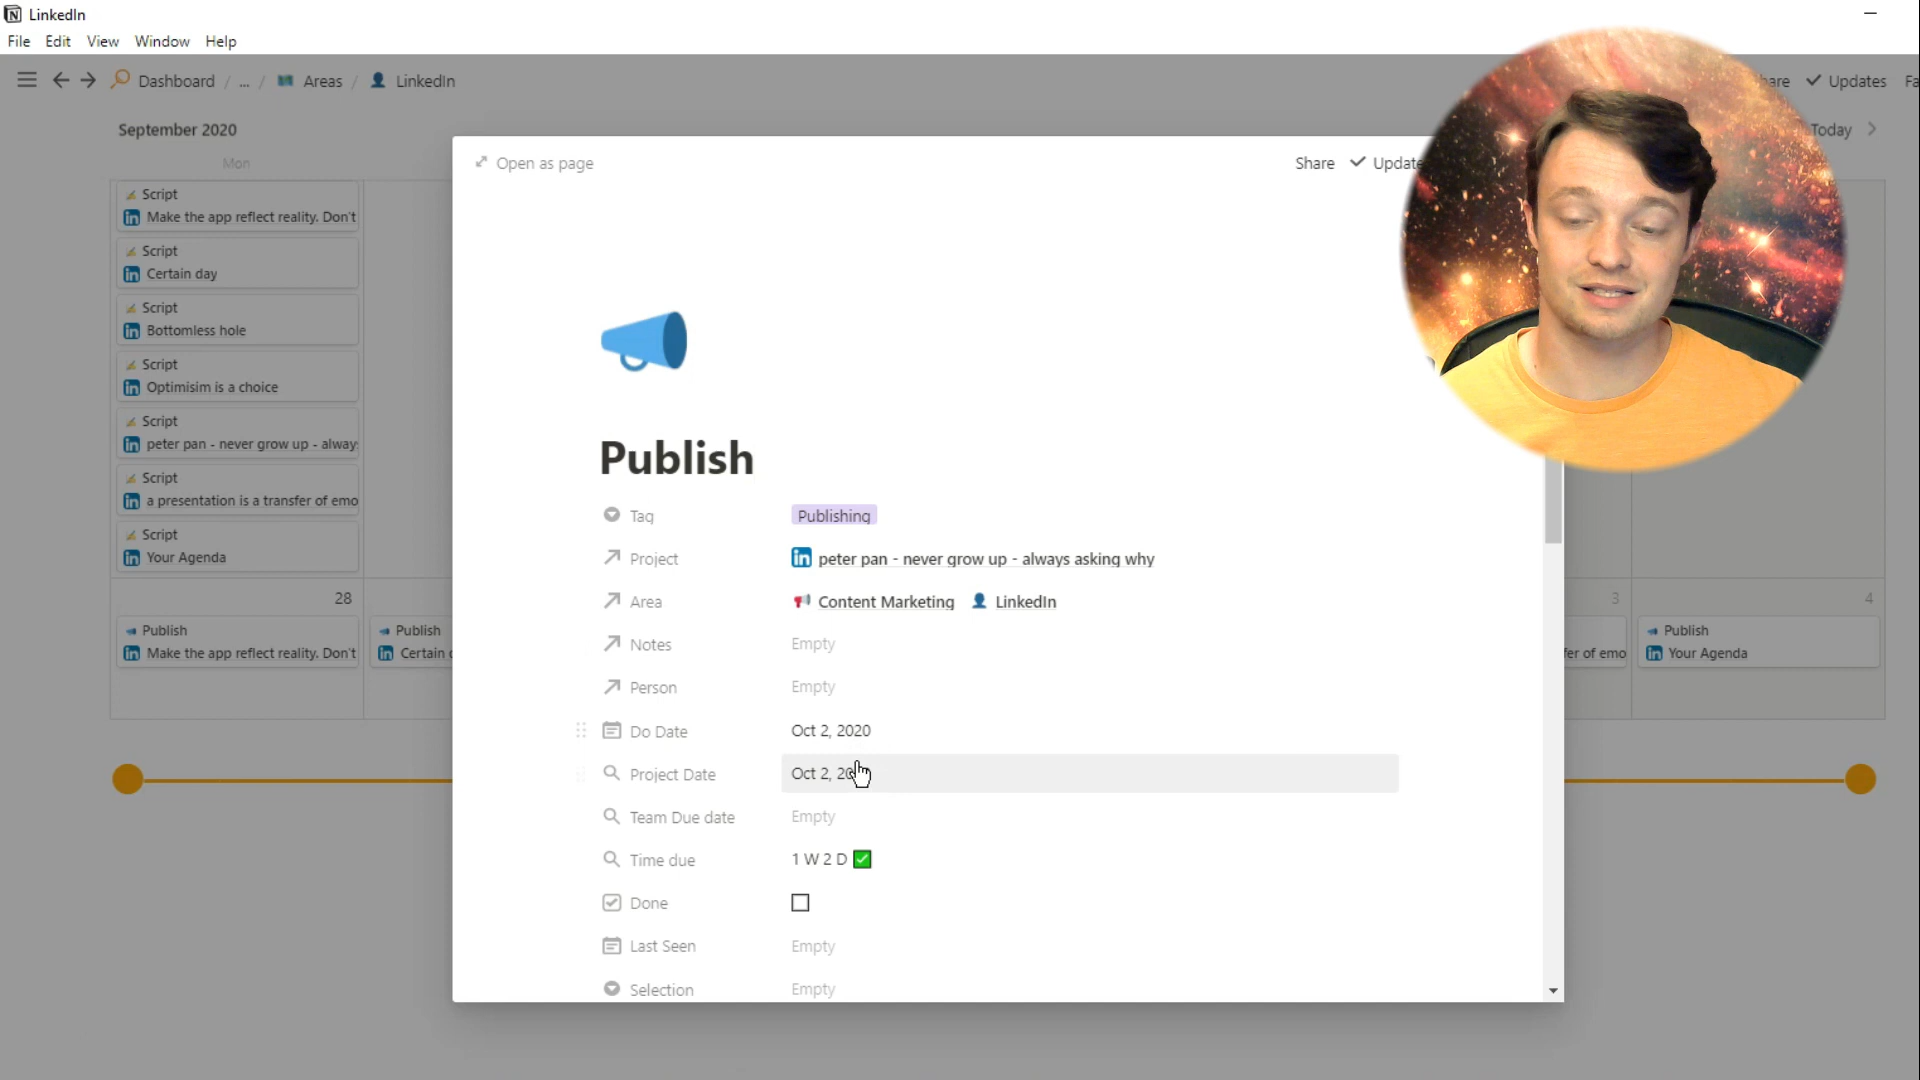 LinkedIn
File Edit View Help
Dashboard / ... / Areas / LinkedIn
Updates
September 2020
Today
Mon
Script
Make the app reflect reality. Don't
Script
Certain day
Script
Bottomless hole
Script
Optimisim is a choice
Script
peter pan - never grow up - alway
Script
a presentation is a transfer of emo
Script
Your Agenda
28
Publish
Make the app reflect reality. Don't
Publish
Certain
3
fer of emo
4
Publish
Your Agenda
Open as page
Share
Update
Publish
Tag Publishing
Project peter pan - never grow up - always asking why
Area Content Marketing LinkedIn
Notes Empty
Person Empty
Do Date Oct 2, 2020
Project Date Oct 2, 20
Team Due date Empty
Time due 1 W 2 D
Done
Last Seen Empty
Selection Empty